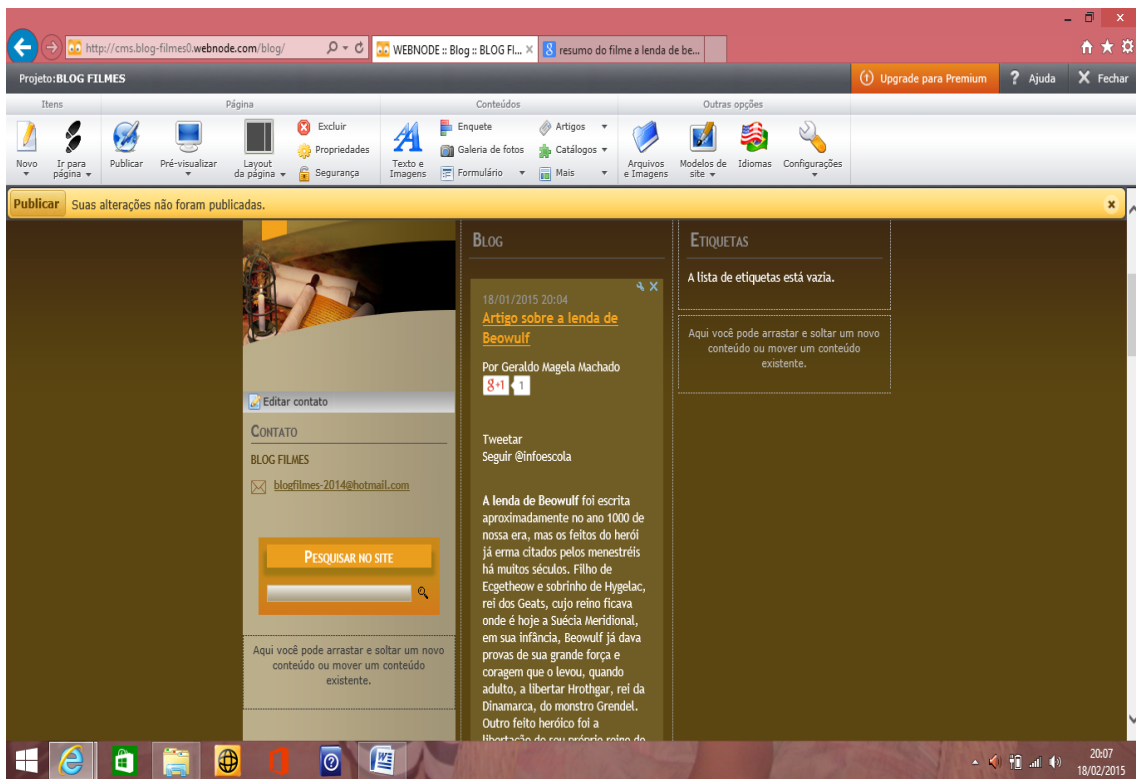 http://cms.blog-filmes0.webnode.com/blog/
WEBNODE :: Blog :: BLOG FI...
resumo do filme a lenda de be...
Projeto:BLOG FILMES
Upgrade para Premium
Ajuda
Fechar
Itens
Página
Conteúdos
Outras opções
Novo
Ir para página
Publicar
Pré-visualizar
Layout da página
Excluir
Propriedades
Segurança
Texto e Imagens
Enquete
Galeria de fotos
Formulário
Artigos
Catálogos
Mais
Arquivos e Imagens
Modelos de site
Idiomas
Configurações
Publicar Suas alterações não foram publicadas.
Editar contato
CONTATO
BLOG FILMES
blogfilmes-2014@hotmail.com
PESQUISAR NO SITE
Aqui você pode arrastar e soltar um novo
conteúdo ou mover um conteúdo
existente.
BLOG
18/01/2015 20:04
Artigo sobre a lenda de
Beowulf
Por Geraldo Magela Machado
g+1 1
Tweetar
Seguir @infoescola
A lenda de Beowulf foi escrita
aproximadamente no ano 1000 de
nossa era, mas os feitos do herói
já erma citados pelos menestréis
há muitos séculos. Filho de
Ecgetheow e sobrinho de Hygelac,
rei dos Geats, cujo reino ficava
onde é hoje a Suécia Meridional,
em sua infância, Beowulf já dava
provas de sua grande força e
coragem que o levou, quando
adulto, a libertar Hrothgar, rei da
Dinamarca, do monstro Grendel.
Outro feito heróico foi a
libertação do seu próprio reino de
ETIQUETAS
A lista de etiquetas está vazia.
Aqui você pode arrastar e soltar um novo
conteúdo ou mover um conteúdo
existente.
20:07
18/02/2015